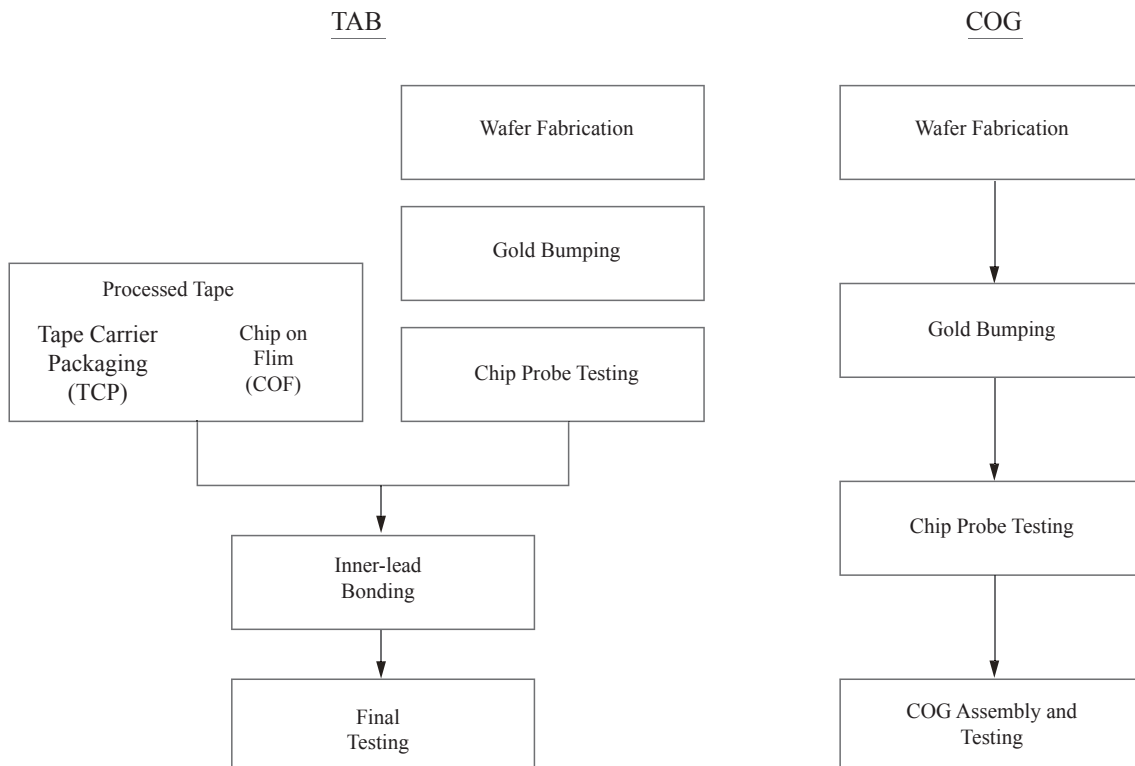 TAB
Wafer Fabrication
Gold Bumping
Processed Tape
Tape Carrier
Packaging
(TCP)
Chip on
Flim
(COF)
Chip Probe Testing
Inner-lead
Bonding
Final
Testing
COG
Wafer Fabrication
Gold Bumping
Chip Probe Testing
COG Assembly and
Testing